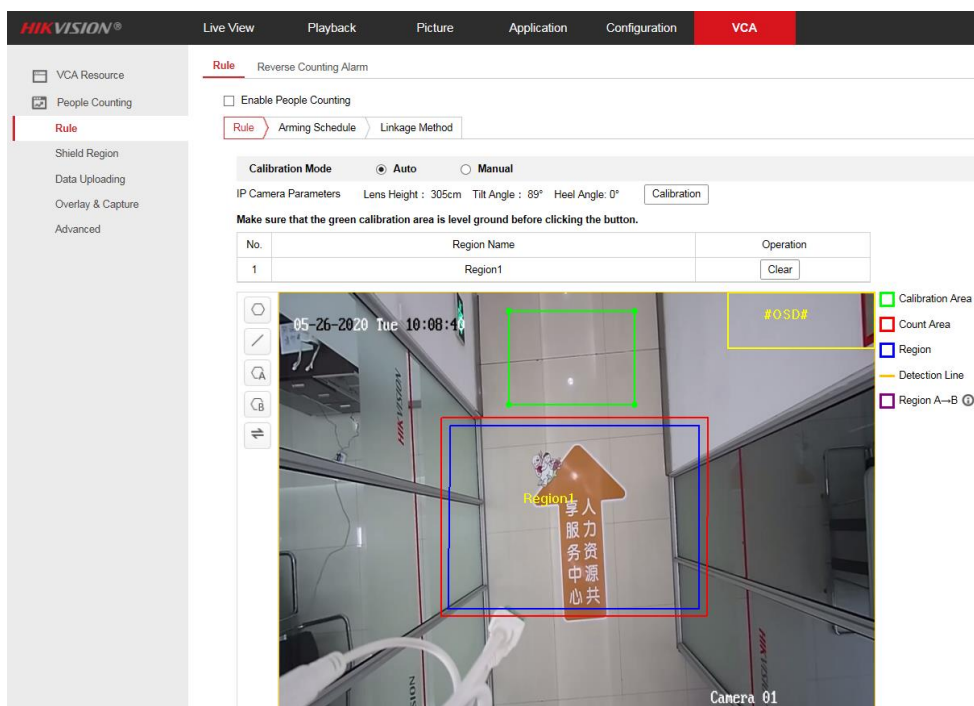 HIKVISION®
Live View
Playback
Picture
Application
Configuration
VCA
VCA Resource
People Counting
Rule
Shield Region
Data Uploading
Overlay & Capture
Advanced
Rule
Reverse Counting Alarm
Enable People Counting
Rule
Arming Schedule
Linkage Method
Calibration Mode
Auto
Manual
IP Camera Parameters
Lens Height : 305cm
Tilt Angle : 89°
Heel Angle: 0°
Calibration
Make sure that the green calibration area is level ground before clicking the button.
No.
Region Name
Operation
1
Region1
Clear
A
B
05-26-2020 Tue 10:08:40
#OSD#
HIKVISION
Region1
人力资源共
享服务中心
HIKVISION
Camera 01
Calibration Area
Count Area
Region
Detection Line
Region A→B